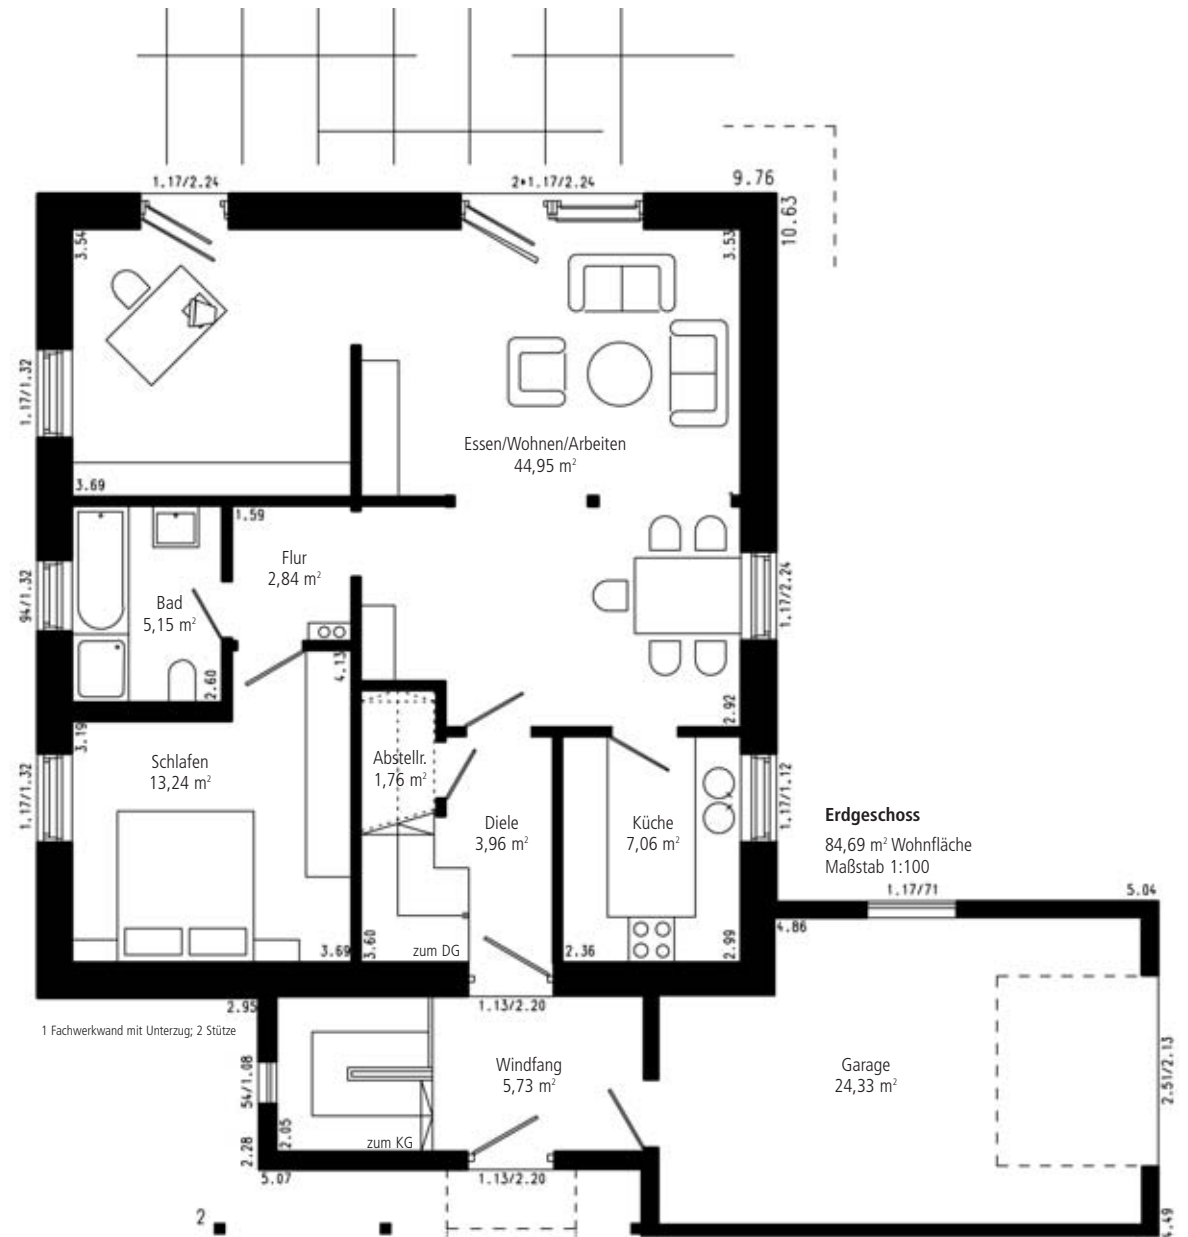 1.17/2.24
2*1.17/2.24
9.76
10.63
3.54
3.53
1.17/1.32
Essen/Wohnen/Arbeiten
44,95 m²
3.69
1.59
Flur
2,84 m²
94/1.32
Bad
5,15 m²
1.17/2.24
2.60
4.13
2.92
3.19
Schlafen
13,24 m²
Abstellr.
1,76 m²
1.17/1.32
1.17/1.12
Diele
3,96 m²
Küche
7,06 m²
Erdgeschoss
84,69 m² Wohnfläche
Maßstab 1:100
1.17/71
5.04
4.86
3.69
3.60
zum DG
2.36
2.99
2.95
1.13/2.20
1 Fachwerkwand mit Unterzug; 2 Stütze
54/1.08
Windfang
5,73 m²
Garage
24,33 m²
2.51/2.13
2.28
2.05
zum KG
5.07
1.13/2.20
2
4.49